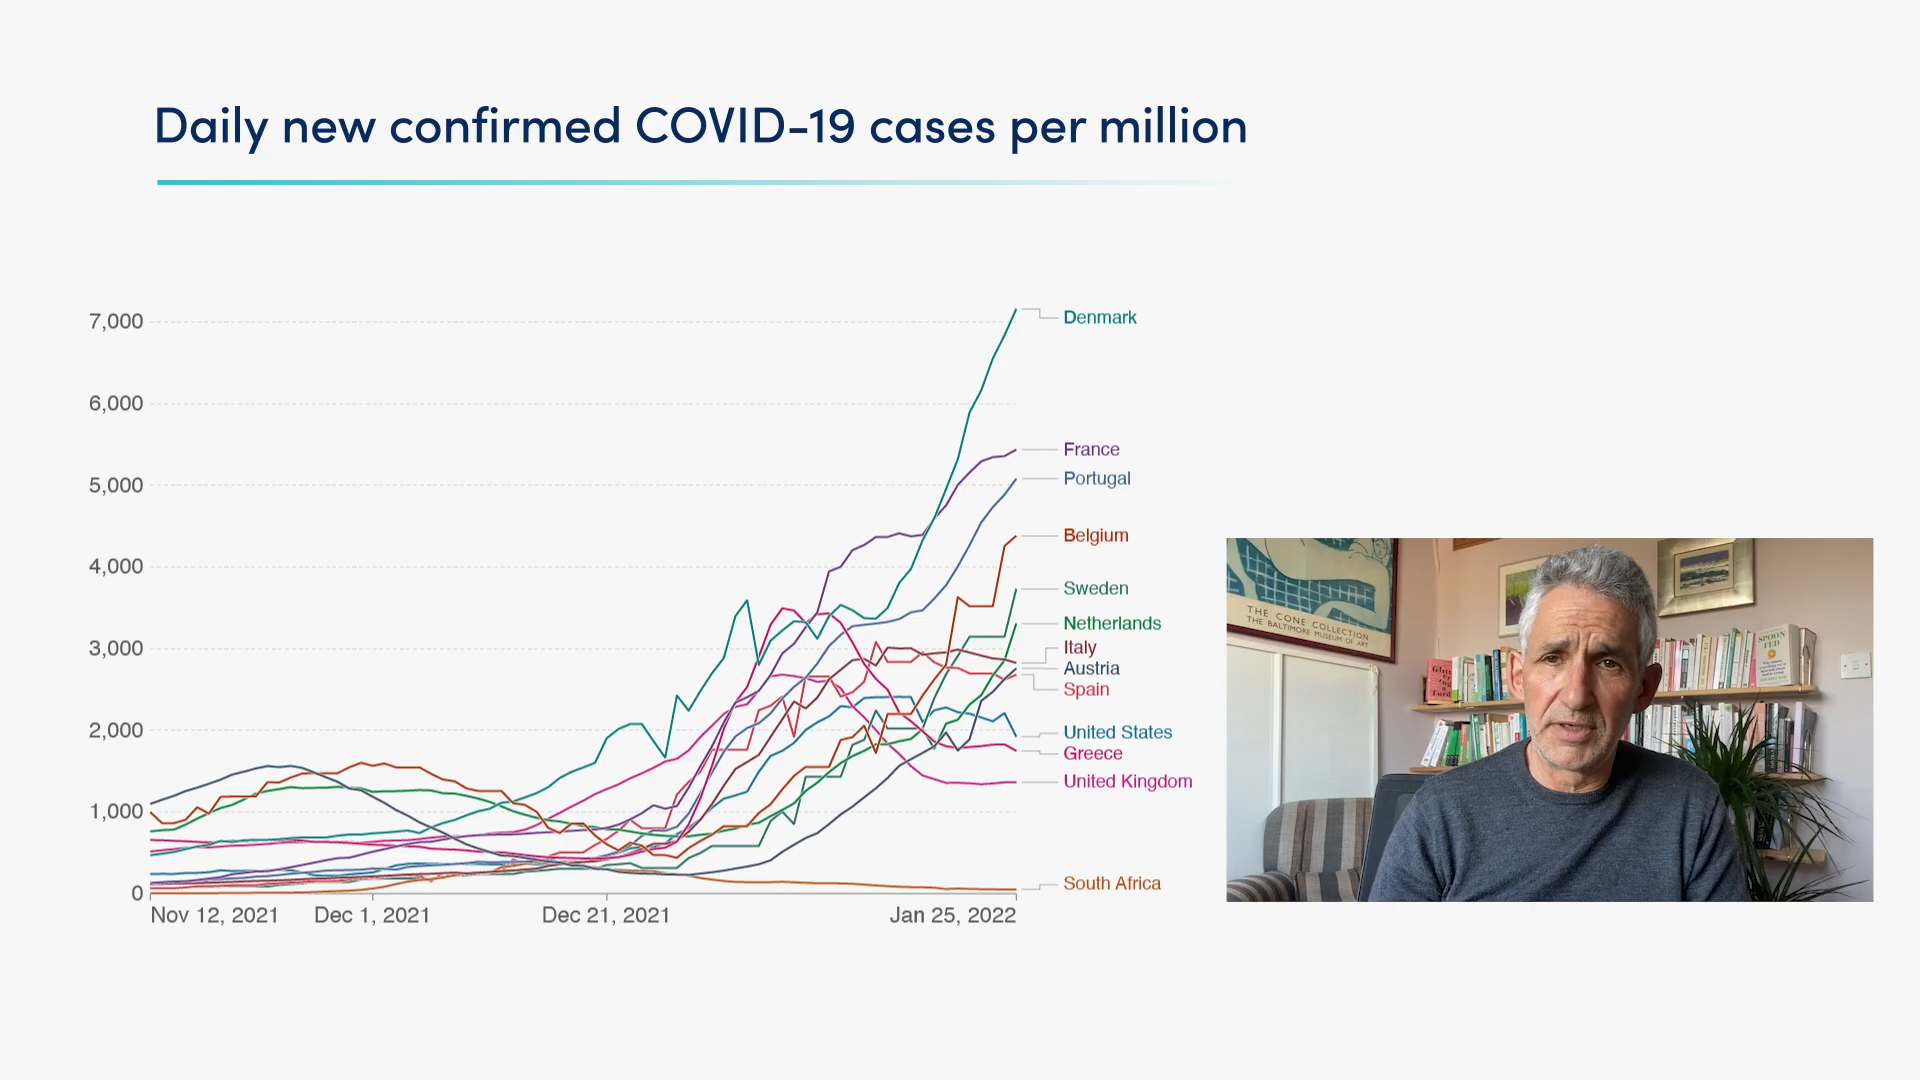 Daily new confirmed COVID-19 cases per million
7,000
6,000
5,000
4,000
3,000
2,000
1,000
0
Nov 12, 2021
Dec 1, 2021
Dec 21, 2021
Jan 25, 2022
Denmark
France
Portugal
Belgium
Sweden
Netherlands
Italy
Austria
Spain
United States
Greece
United Kingdom
South Africa
THE CONE COLLECTION
THE BALTIMORE MUSEUM OF ART
SPOON
FED